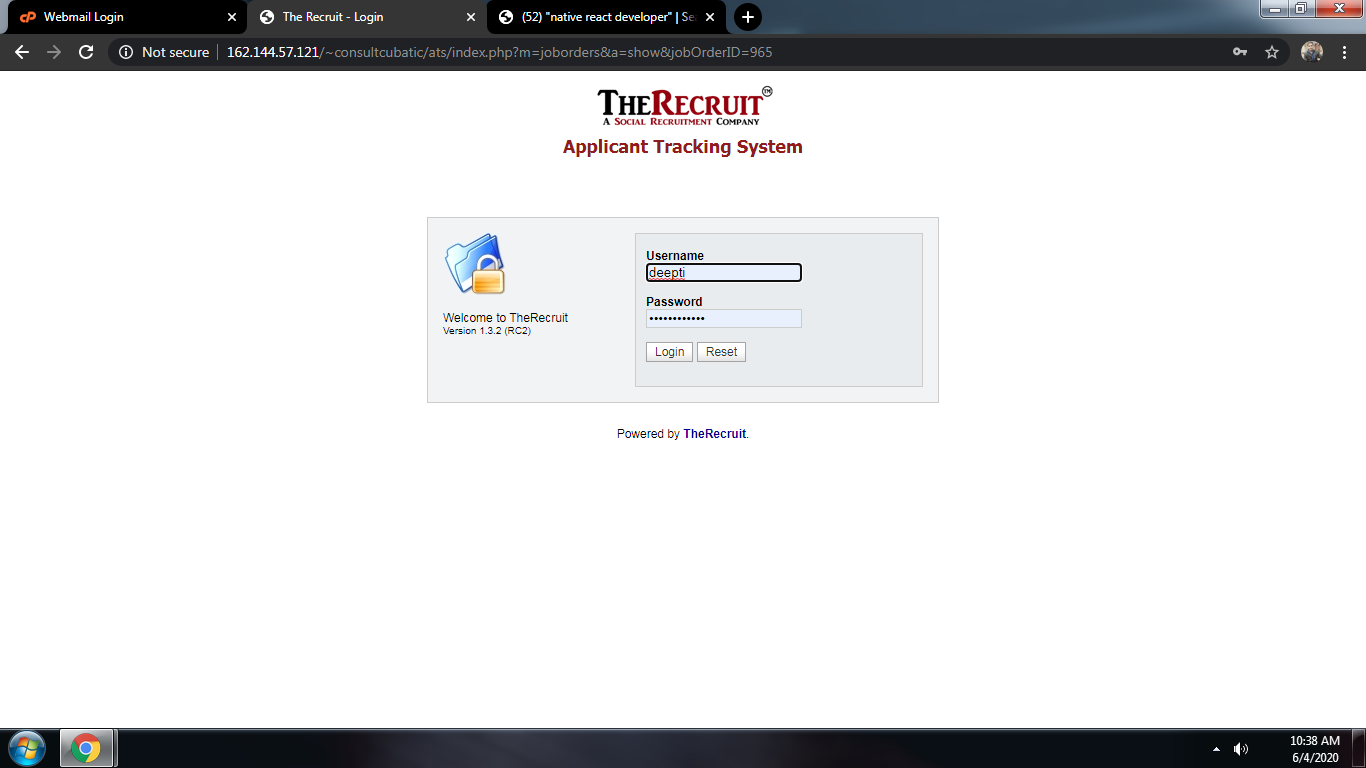 Webmail Login
The Recruit - Login
(52) "native react developer" | Se
Not secure
162.144.57.121/~consultcubatic/ats/index.php?m=joborders&a=show&jobOrderID=965
THERECRUIT TM
A SOCIAL RECRUITMENT COMPANY
Applicant Tracking System
Username
deepti
Password
••••••••••••
Welcome to TheRecruit
Version 1.3.2 (RC2)
Login Reset
Powered by TheRecruit.
10:38 AM
6/4/2020